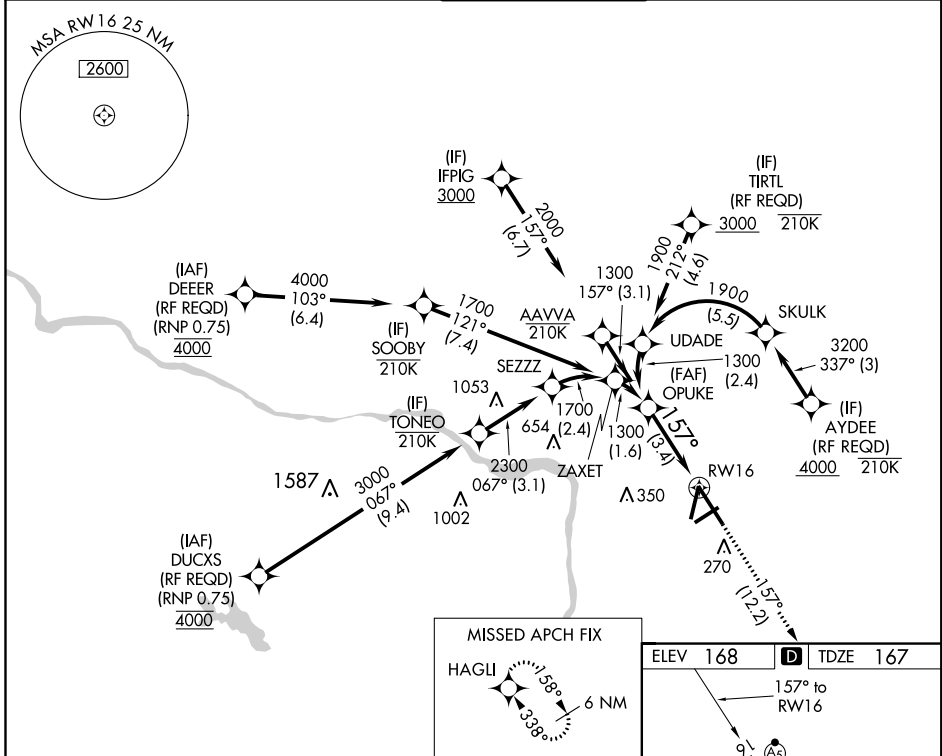 MSA RW16 25 NM
2600
(IF)
IFPIG
3000
2000
157°
(6.7)
(IF)
TIRTL
(RF REQD)
3000 210K
1900
212°
(4.6)
(IAF)
DEEER
(RF REQD)
(RNP 0.75)
4000
4000
103°
(6.4)
(IF)
SOOBY
210K
1700
121°
(7.4)
AAVVA
210K
1300
157° (3.1)
1900
(5.5)
SKULK
UDADE
1300
(2.4)
3200
337° (3)
(IF)
AYDEE
(RF REQD)
4000 210K
SEZZZ
1053
(IF)
TONEO
210K
654
1700
(2.4)
ZAXET
1300
(1.6)
(FAF)
OPUKE
157°
(3.4)
RW16
2300
067° (3.1)
1587
3000
067°
(9.4)
1002
350
270
(IAF)
DUCXS
(RF REQD)
(RNP 0.75)
4000
157°
(12.2)
MISSED APCH FIX
HAGLI
158°
338°
6 NM
ELEV 168 D TDZE 167
157° to
RW16
16
A5